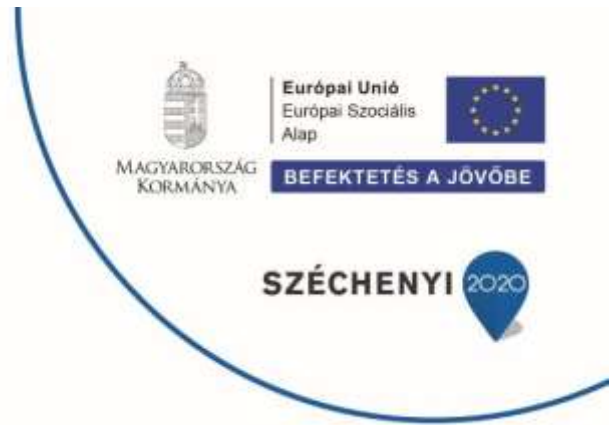 Európai Unió
Európai Szociális
Alap
MAGYARORSZÁG
KORMÁNYA
BEFEKTETÉS A JÖVŐBE
SZÉCHENYI 2020